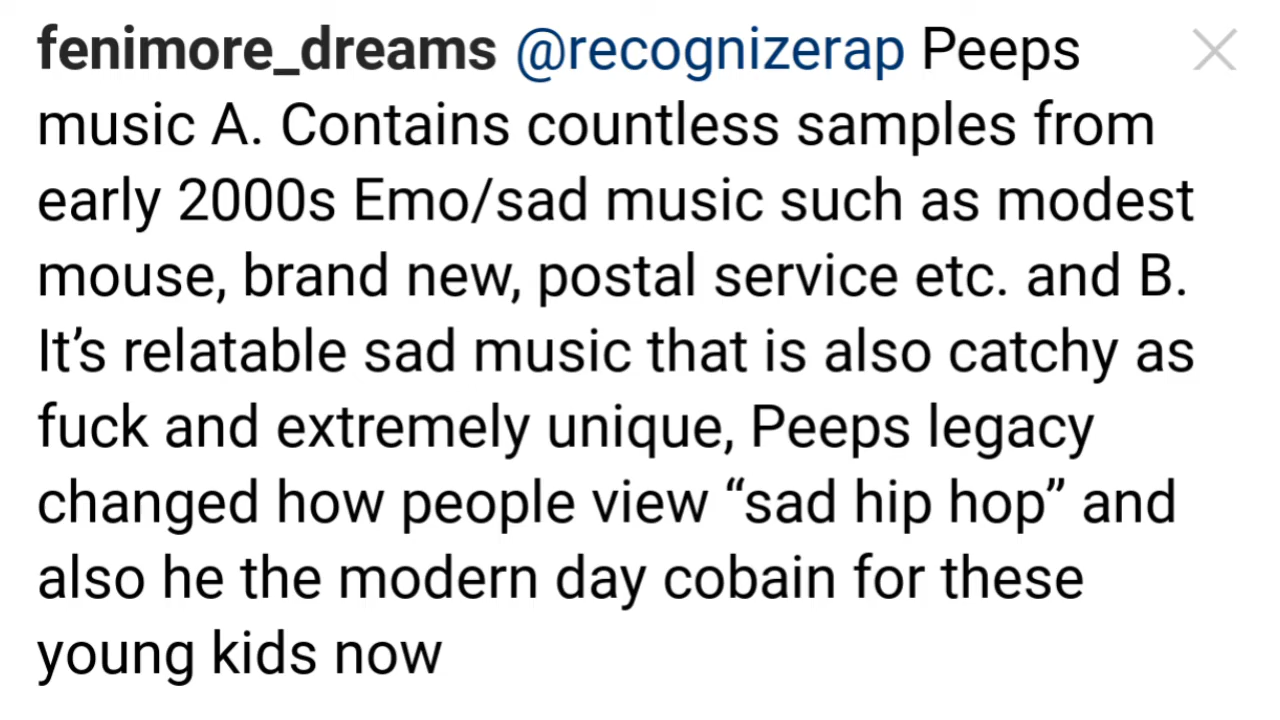 fenimore_dreams @recognizerap Peeps
music A. Contains countless samples from
early 2000s Emo/sad music such as modest
mouse, brand new, postal service etc. and B.
It’s relatable sad music that is also catchy as
fuck and extremely unique, Peeps legacy
changed how people view “sad hip hop” and
also he the modern day cobain for these
young kids now